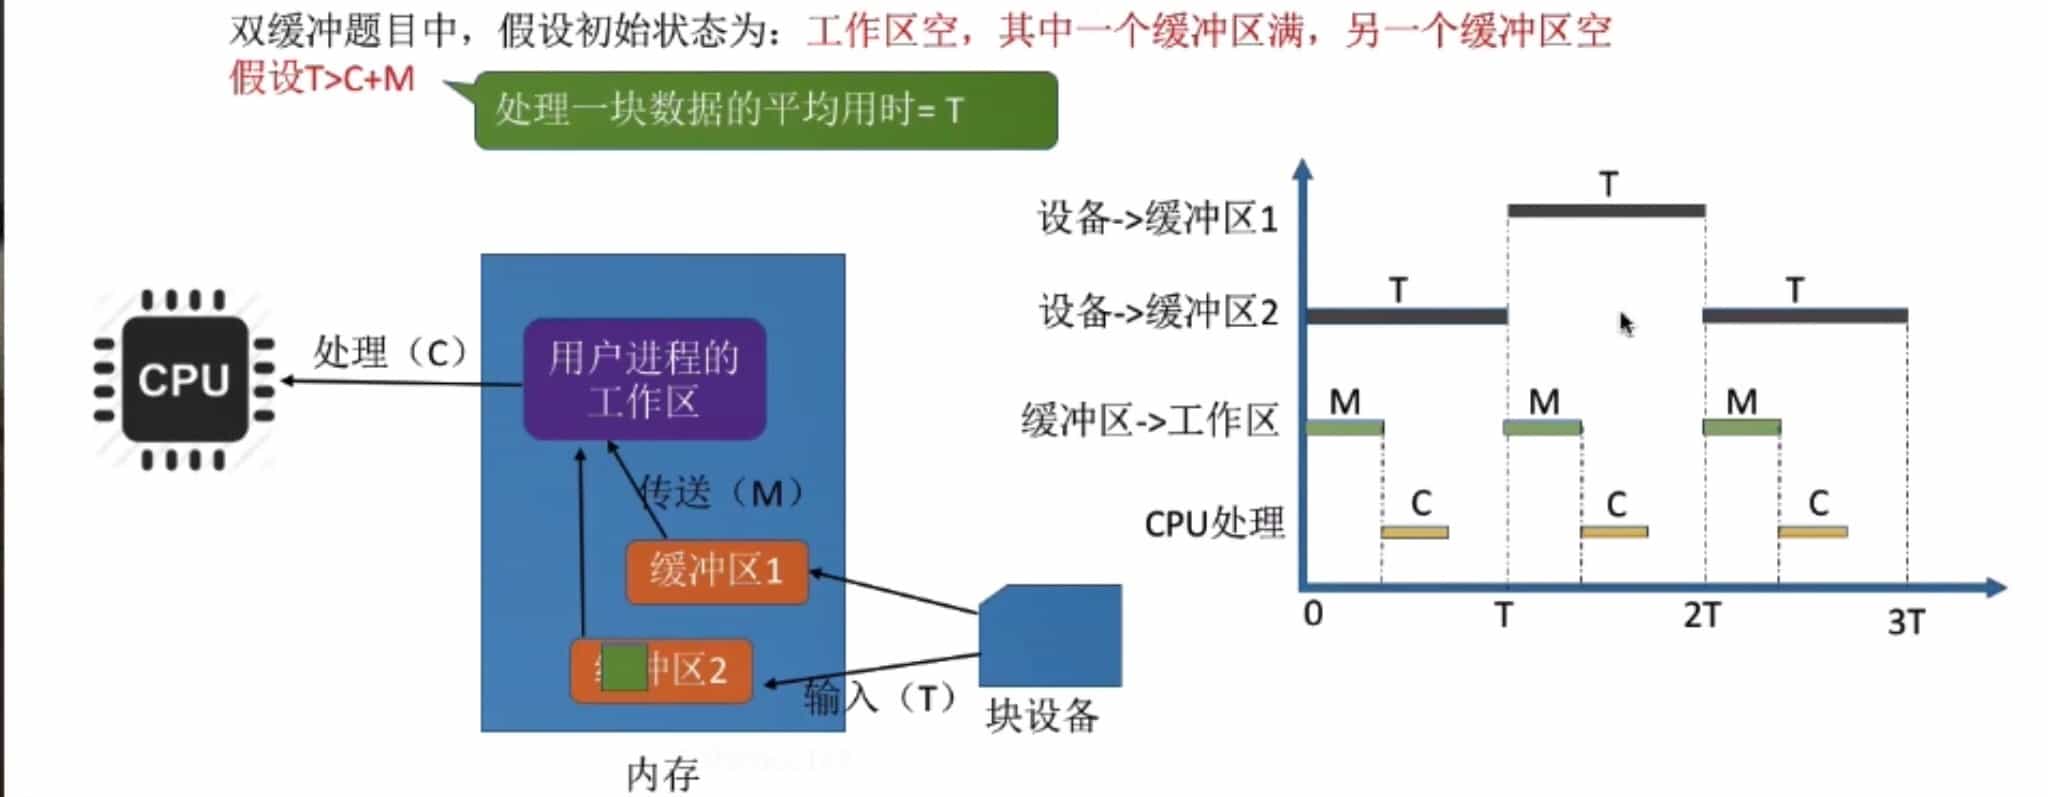 双缓冲题目中，假设初始状态为：工作区空，其中一个缓冲区满，另一个缓冲区空
假设T>C+M
处理一块数据的平均用时= T
CPU
处理（C）
用户进程的
工作区
传送（M）
缓冲区1
冲区2
输入（T）
块设备
内存
设备->缓冲区1
T
设备->缓冲区2
T
T
缓冲区->工作区
M
M
M
CPU处理
C
C
C
0
T
2T
3T